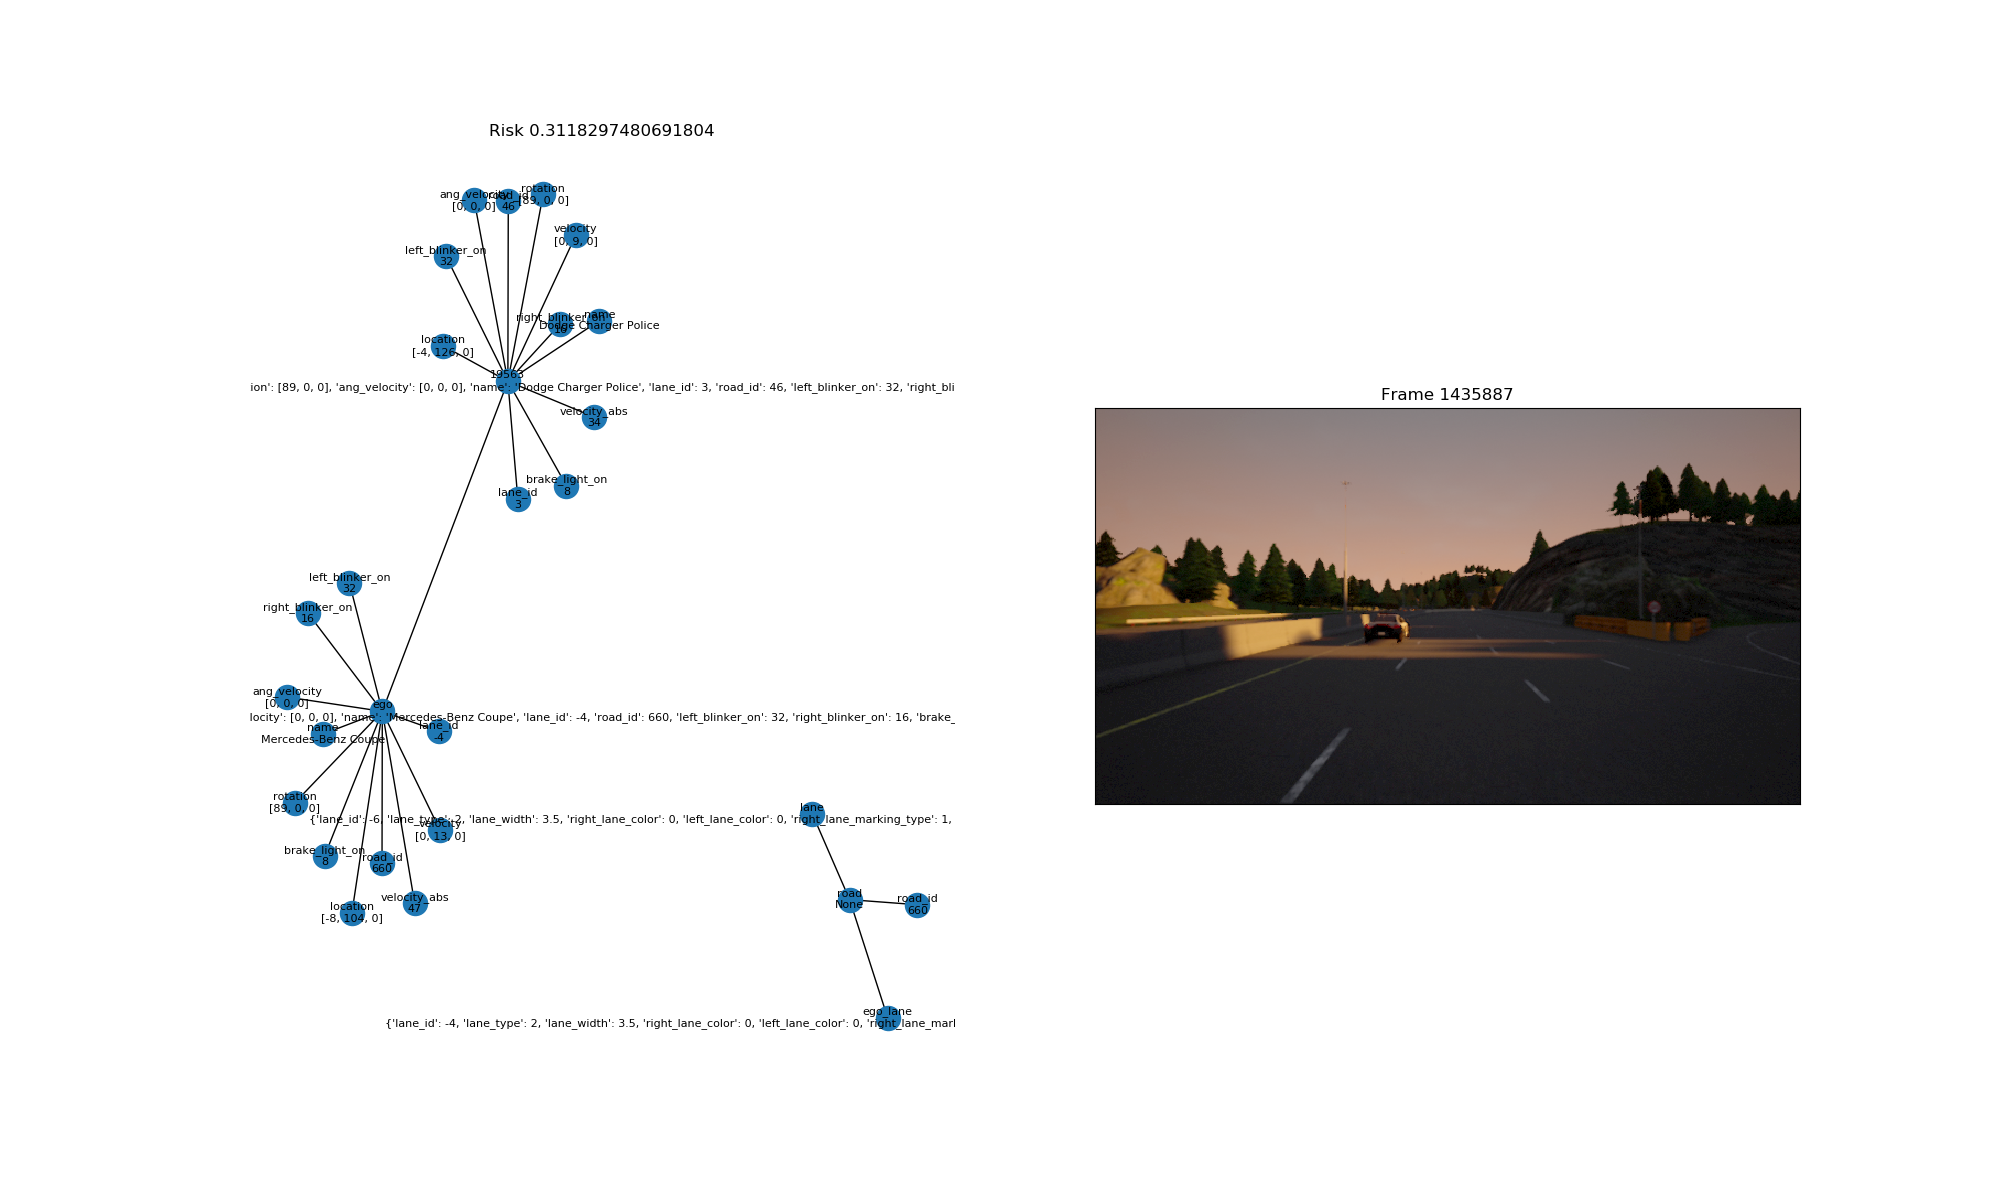 Risk 0.3118297480691804
ang_velocity
[0, 0, 0]
road_id
46
rotation
[89, 0, 0]
velocity
[0, 9, 0]
left_blinker_on
32
right_blinker_on
16
name
Dodge Charger Police
location
[-4, 126, 0]
19563
ion': [89, 0, 0], 'ang_velocity': [0, 0, 0], 'name': 'Dodge Charger Police', 'lane_id': 3, 'road_id': 46, 'left_blinker_on': 32, 'right_bli
velocity_abs
34
brake_light_on
8
lane_id
3
Frame 1435887
left_blinker_on
32
right_blinker_on
16
ang_velocity
[0, 0, 0]
ego
locity': [0, 0, 0], 'name': 'Mercedes-Benz Coupe', 'lane_id': -4, 'road_id': 660, 'left_blinker_on': 32, 'right_blinker_on': 16, 'brake_
name
Mercedes-Benz Coupe
lane_id
-4
rotation
[89, 0, 0]
lane
{'lane_id': -6, 'lane_type': 2, 'lane_width': 3.5, 'right_lane_color': 0, 'left_lane_color': 0, 'right_lane_marking_type': 1,
velocity
[0, 13, 0]
brake_light_on
8
road_id
660
velocity_abs
47
location
[-8, 104, 0]
road
None
road_id
660
ego_lane
{'lane_id': -4, 'lane_type': 2, 'lane_width': 3.5, 'right_lane_color': 0, 'left_lane_color': 0, 'right_lane_marl